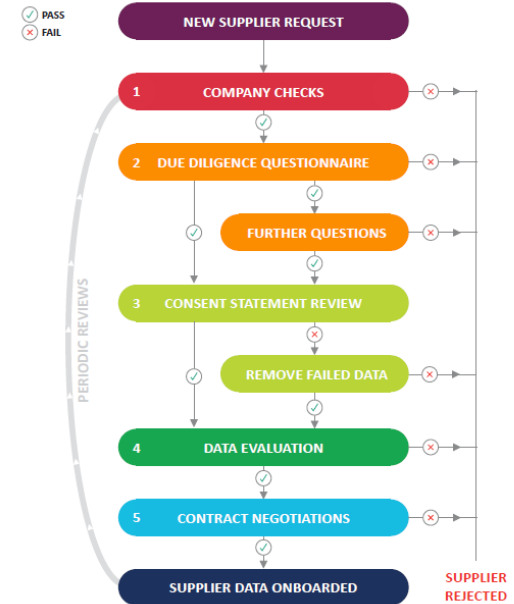 PASS
FAIL
NEW SUPPLIER REQUEST
1 COMPANY CHECKS
2 DUE DILIGENCE QUESTIONNAIRE
FURTHER QUESTIONS
3 CONSENT STATEMENT REVIEW
REMOVE FAILED DATA
PERIODIC REVIEWS
4 DATA EVALUATION
5 CONTRACT NEGOTIATIONS
SUPPLIER DATA ONBOARDED
SUPPLIER
REJECTED